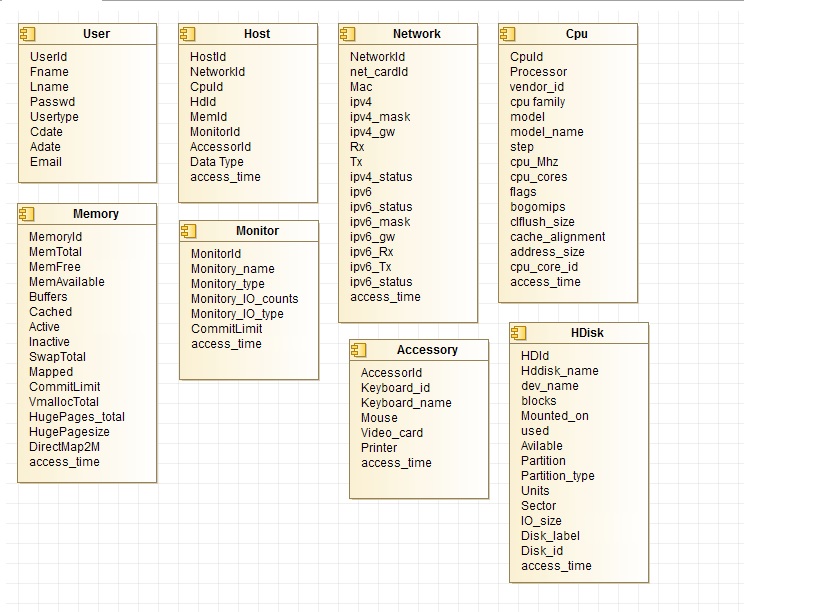 User
UserId
Fname
Lname
Passwd
Usertype
Cdate
Adate
Email
Host
HostId
NetworkId
CpuId
HdId
MemId
MonitorId
AccessorId
Data Type
access_time
Network
NetworkId
net_cardId
Mac
ipv4
ipv4_mask
ipv4_gw
Rx
Tx
ipv4_status
ipv6
ipv6_status
ipv6_mask
ipv6_gw
ipv6_Rx
ipv6_Tx
ipv6_status
access_time
Cpu
CpuId
Processor
vendor_id
cpu family
model
model_name
step
cpu_Mhz
cpu_cores
flags
bogomips
clflush_size
cache_alignment
address_size
cpu_core_id
access_time
Memory
MemoryId
MemTotal
MemFree
MemAvailable
Buffers
Cached
Active
Inactive
SwapTotal
Mapped
CommitLimit
VmallocTotal
HugePages_total
HugePagesize
DirectMap2M
access_time
Monitor
MonitorId
Monitory_name
Monitory_type
Monitory_IO_counts
Monitory_IO_type
CommitLimit
access_time
Accessory
AccessorId
Keyboard_id
Keyboard_name
Mouse
Video_card
Printer
access_time
HDisk
HDId
Hddisk_name
dev_name
blocks
Mounted_on
used
Avilable
Partition
Partition_type
Units
Sector
IO_size
Disk_label
Disk_id
access_time